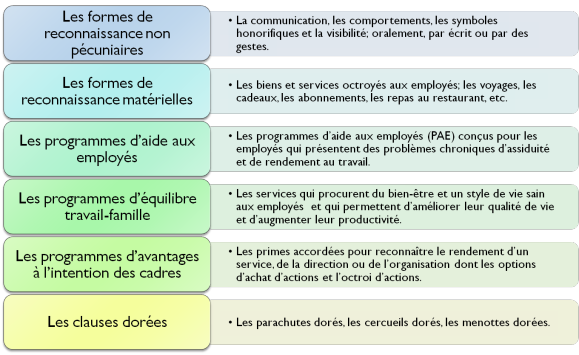 Les formes de
reconnaissance non
pécuniaires
• La communication, les comportements, les symboles
honorifiques et la visibilité; oralement, par écrit ou par des
gestes.
Les formes de
reconnaissance matérielles
• Les biens et services octroyés aux employés; les voyages, les
cadeaux, les abonnements, les repas au restaurant, etc.
Les programmes d'aide aux
employés
• Les programmes d'aide aux employés (PAE) conçus pour les
employés qui présentent des problèmes chroniques d'assiduité
et de rendement au travail.
Les programmes d'équilibre
travail-famille
• Les services qui procurent du bien-être et un style de vie sain
aux employés et qui permettent d'améliorer leur qualité de vie
et d'augmenter leur productivité.
Les programmes d'avantages
à l'intention des cadres
• Les primes accordées pour reconnaître le rendement d'un
service, de la direction ou de l'organisation dont les options
d'achat d'actions et l'octroi d'actions.
Les clauses dorées
• Les parachutes dorés, les cercueils dorés, les menottes dorées.